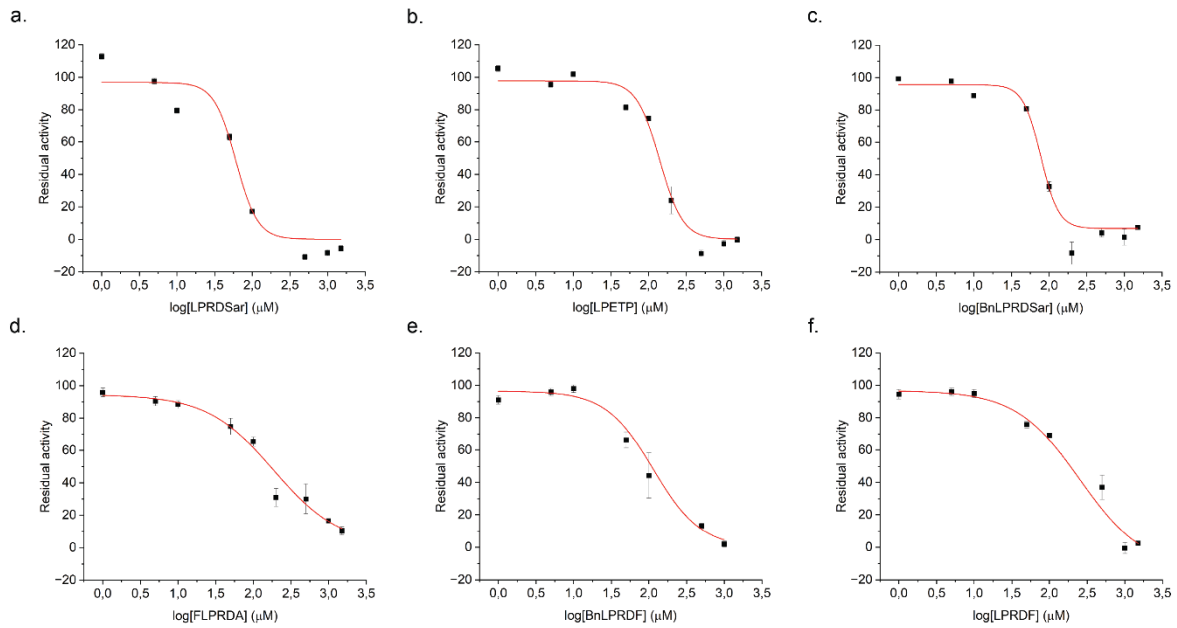 a.
120
100
80
60
40
20
0
−20
Residual activity
0,0 0,5 1,0 1,5 2,0 2,5 3,0 3,5
log[LPRDSar] (μM)
b.
120
100
80
60
40
20
0
−20
Residual activity
0,0 0,5 1,0 1,5 2,0 2,5 3,0 3,5
log[LPETP] (μM)
c.
120
100
80
60
40
20
0
−20
Residual activity
0,0 0,5 1,0 1,5 2,0 2,5 3,0 3,5
log[BnLPRDSar] (μM)
d.
120
100
80
60
40
20
0
−20
Residual activity
0,0 0,5 1,0 1,5 2,0 2,5 3,0 3,5
log[FLPRDA] (μM)
e.
120
100
80
60
40
20
0
−20
Residual activity
0,0 0,5 1,0 1,5 2,0 2,5 3,0 3,5
log[BnLPRDF] (μM)
f.
120
100
80
60
40
20
0
−20
Residual activity
0,0 0,5 1,0 1,5 2,0 2,5 3,0 3,5
log[LPRDF] (μM)